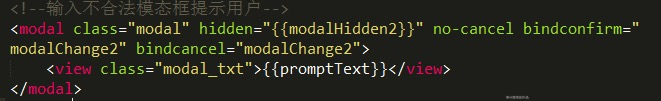 <!--输入不合法模态框提示用户-->
<modal class="modal" hidden="{{modalHidden2}}" no-cancel bindconfirm="
modalChange2" bindcancel="modalChange2">
<view class="modal_txt">{{promptText}}</view>
</modal>